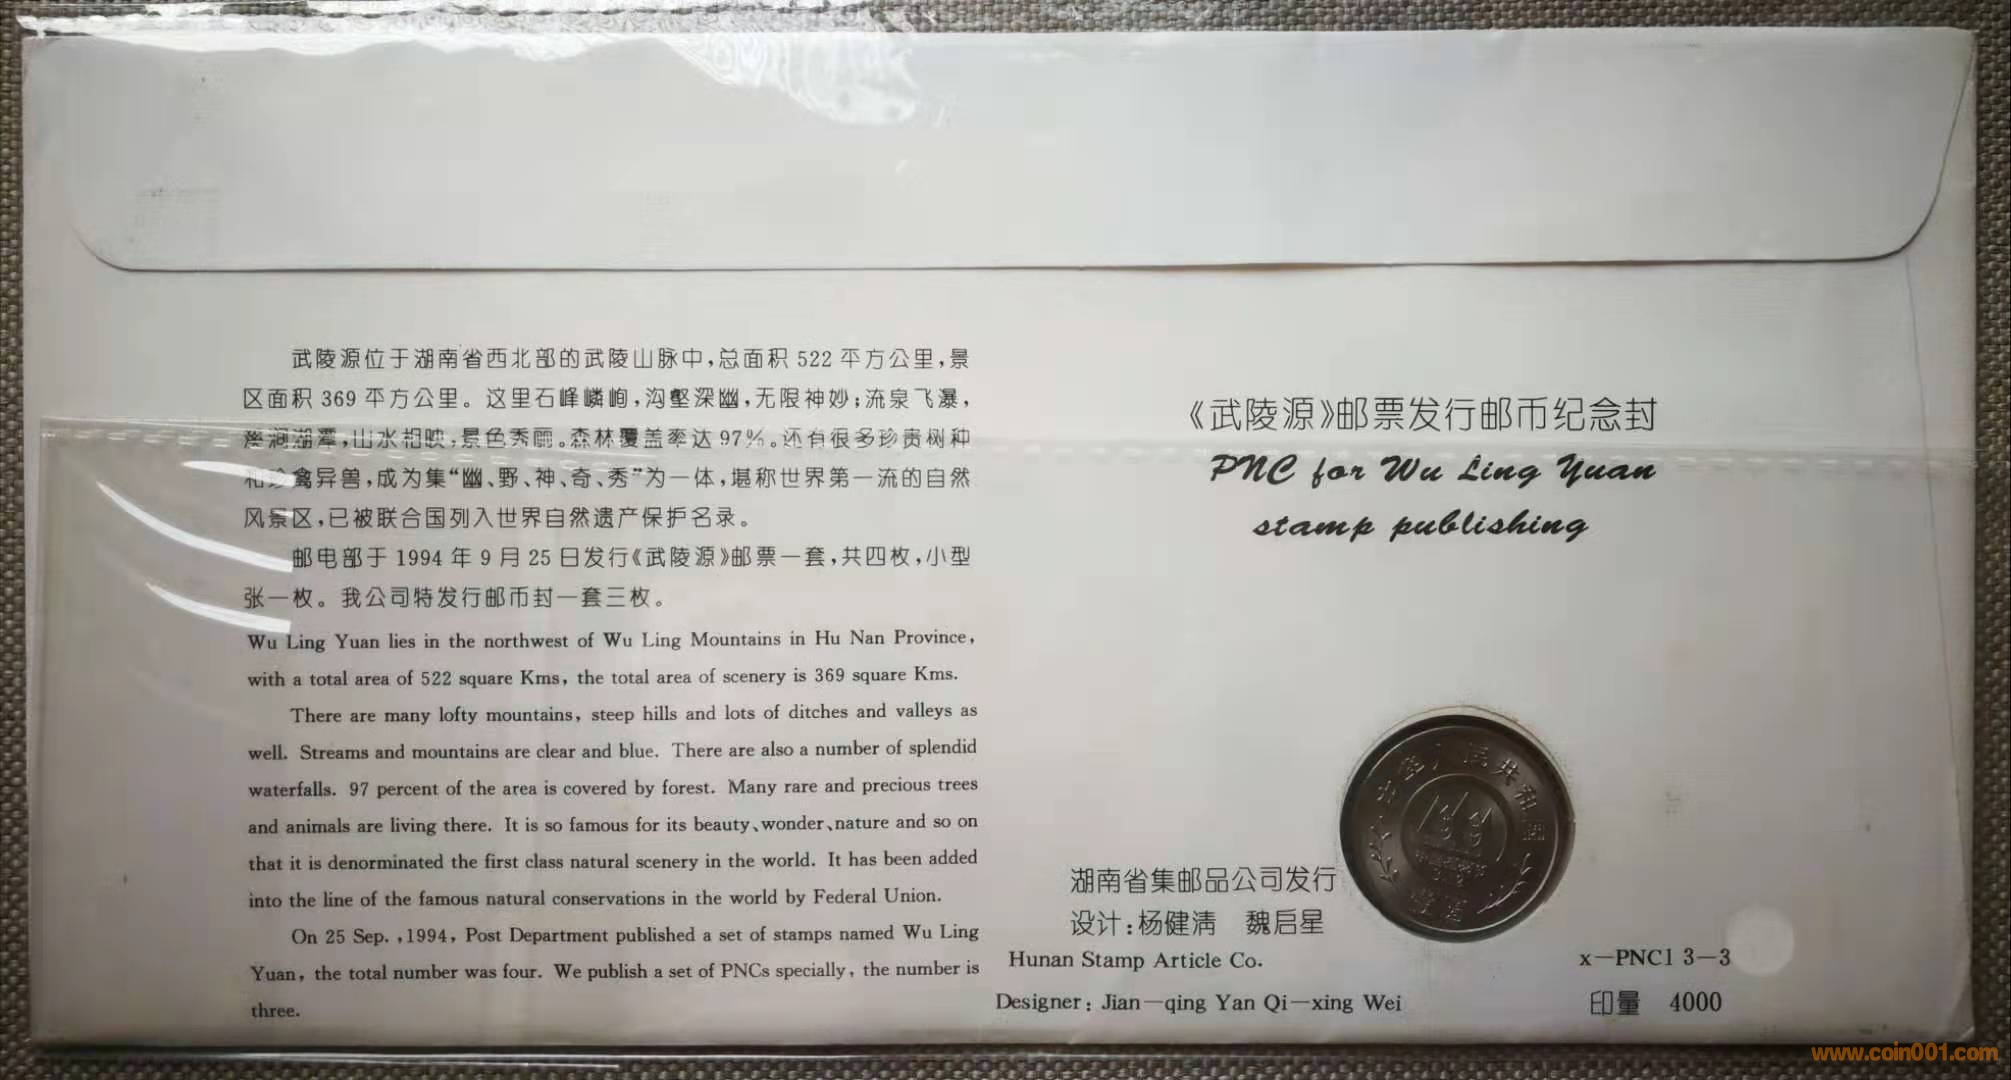 武陵源位于湖南省西北部的武陵山脉中,总面积 522 平方公里,景
区面积 369 平方公里。这里石峰嶙峋,沟壑深幽,无限神妙;流泉飞瀑,
溪涧湖潭,山水相映,景色秀丽。森林覆盖率达 97%。还有很多珍贵树种
和珍禽异兽,成为集“幽、野、神、奇、秀”为一体,堪称世界第一流的自然
风景区,已被联合国列入世界自然遗产保护名录。
邮电部于 1994 年 9 月 25 日发行《武陵源》邮票一套,共四枚,小型
张一枚。我公司特发行邮币封一套三枚。
Wu Ling Yuan lies in the northwest of Wu Ling Mountains in Hu Nan Province,
with a total area of 522 square Kms, the total area of scenery is 369 square Kms.
There are many lofty mountains, steep hills and lots of ditches and valleys as
well. Streams and mountains are clear and blue. There are also a number of splendid
waterfalls. 97 percent of the area is covered by forest. Many rare and precious trees
and animals are living there. It is so famous for its beauty、wonder、nature and so on
that it is denorminated the first class natural scenery in the world. It has been added
into the line of the famous natural conservations in the world by Federal Union.
On 25 Sep. ,1994, Post Department published a set of stamps named Wu Ling
Yuan, the total number was four. We publish a set of PNCs specially, the number is
three.
《武陵源》邮票发行邮币纪念封
PNC for Wu Ling Yuan
stamp publishing
中华人民共和国
湖南省集邮品公司发行
设计:杨健清 魏启星
Hunan Stamp Article Co.
Designer: Jian—qing Yan Qi—xing Wei
x—PNC1 3—3
印量 4000
www.coin001.com